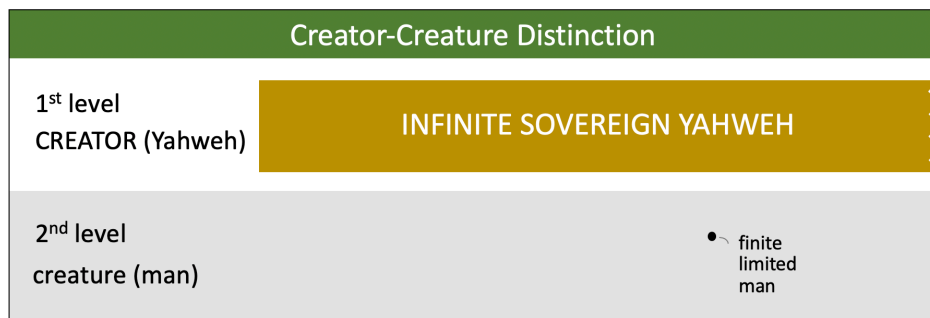 Creator-Creature Distinction
1st level
CREATOR (Yahweh)
INFINITE SOVEREIGN YAHWEH
2nd level
creature (man)
finite
limited
man